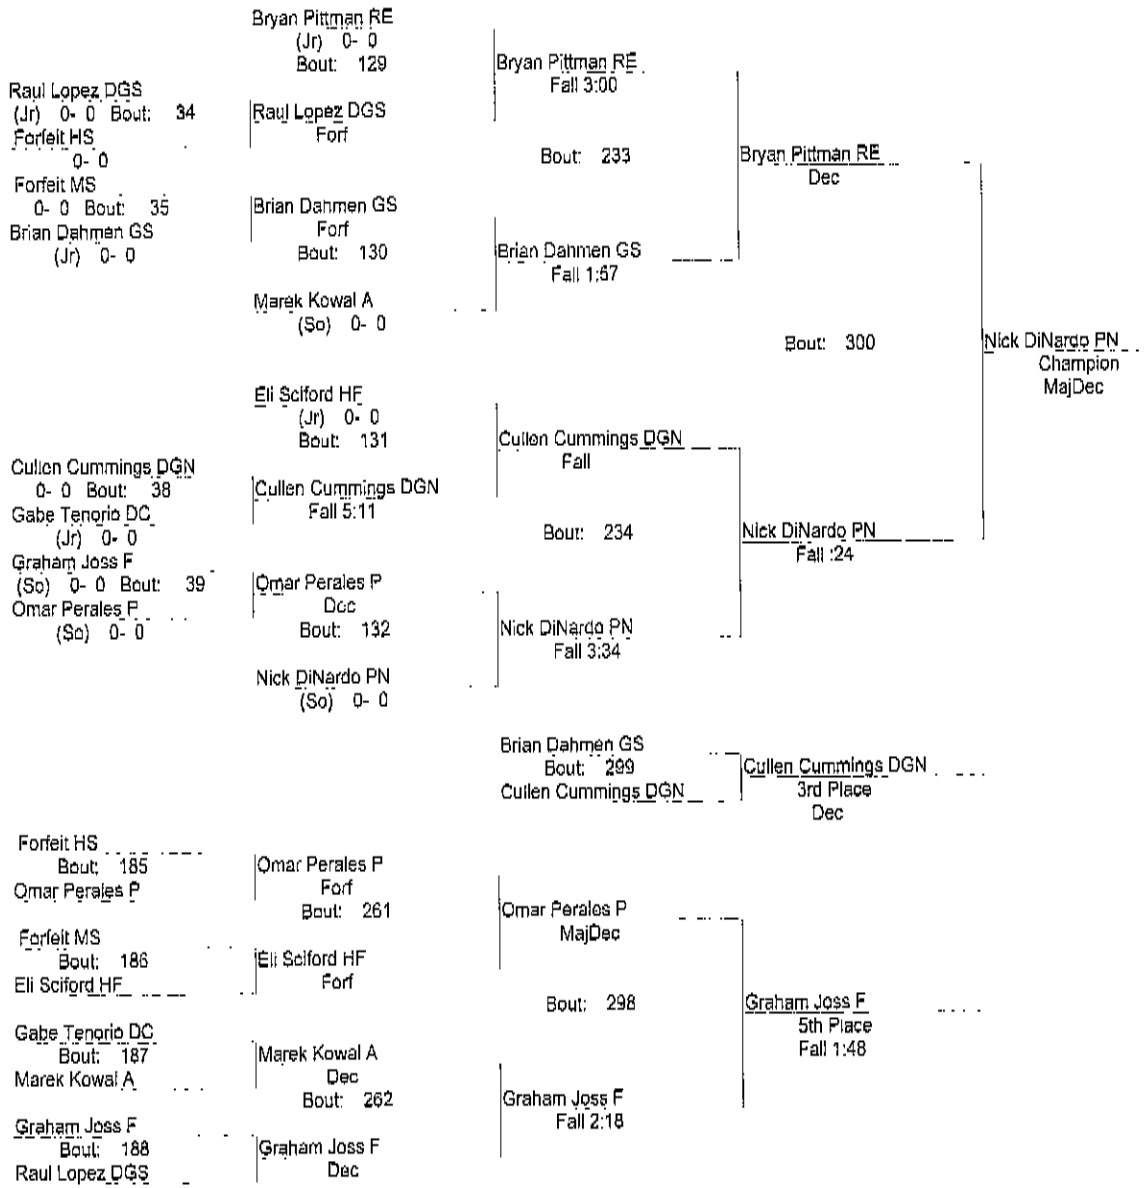 Bryan Pittman RE
(Jr) 0- 0
Bout: 129
Bryan Pittman RE
Fall 3:00
Raul Lopez DGS
(Jr) 0- 0 Bout: 34
Raul Lopez DGS
Forf
Forfeit HS
0- 0
Bout: 233
Bryan Pittman RE
Dec
Forfeit MS
0- 0 Bout: 35
Brian Dahmen GS
Forf
Brian Dahmen GS
(Jr) 0- 0
Bout: 130
Brian Dahmen GS
Fall 1:57
Marek Kowal A
(So) 0- 0
Bout: 300
Nick DiNardo PN
Champion
MajDec
Eli Sciford HF
(Jr) 0- 0
Bout: 131
Cullen Cummings DGN
Fall
Cullen Cummings DGN
0- 0 Bout: 38
Cullen Cummings DGN
Fall 5:11
Gabe Tenorio DC
(Jr) 0- 0
Bout: 234
Nick DiNardo PN
Fall :24
Graham Joss F
(So) 0- 0 Bout: 39
Omar Perales P
Dec
Omar Perales P
(So) 0- 0
Bout: 132
Nick DiNardo PN
Fall 3:34
Nick DiNardo PN
(So) 0- 0
Brian Dahmen GS
Bout: 299
Cullen Cummings DGN
Cullen Cummings DGN
3rd Place
Dec
Forfeit HS
Bout: 185
Omar Perales P
Omar Perales P
Forf
Bout: 261
Omar Perales P
MajDec
Forfeit MS
Bout: 186
Eli Sciford HF
Eli Sciford HF
Forf
Bout: 298
Graham Joss F
5th Place
Fall 1:48
Gabe Tenorio DC
Bout: 187
Marek Kowal A
Marek Kowal A
Dec
Bout: 262
Graham Joss F
Fall 2:18
Graham Joss F
Bout: 188
Raul Lopez DGS
Graham Joss F
Dec